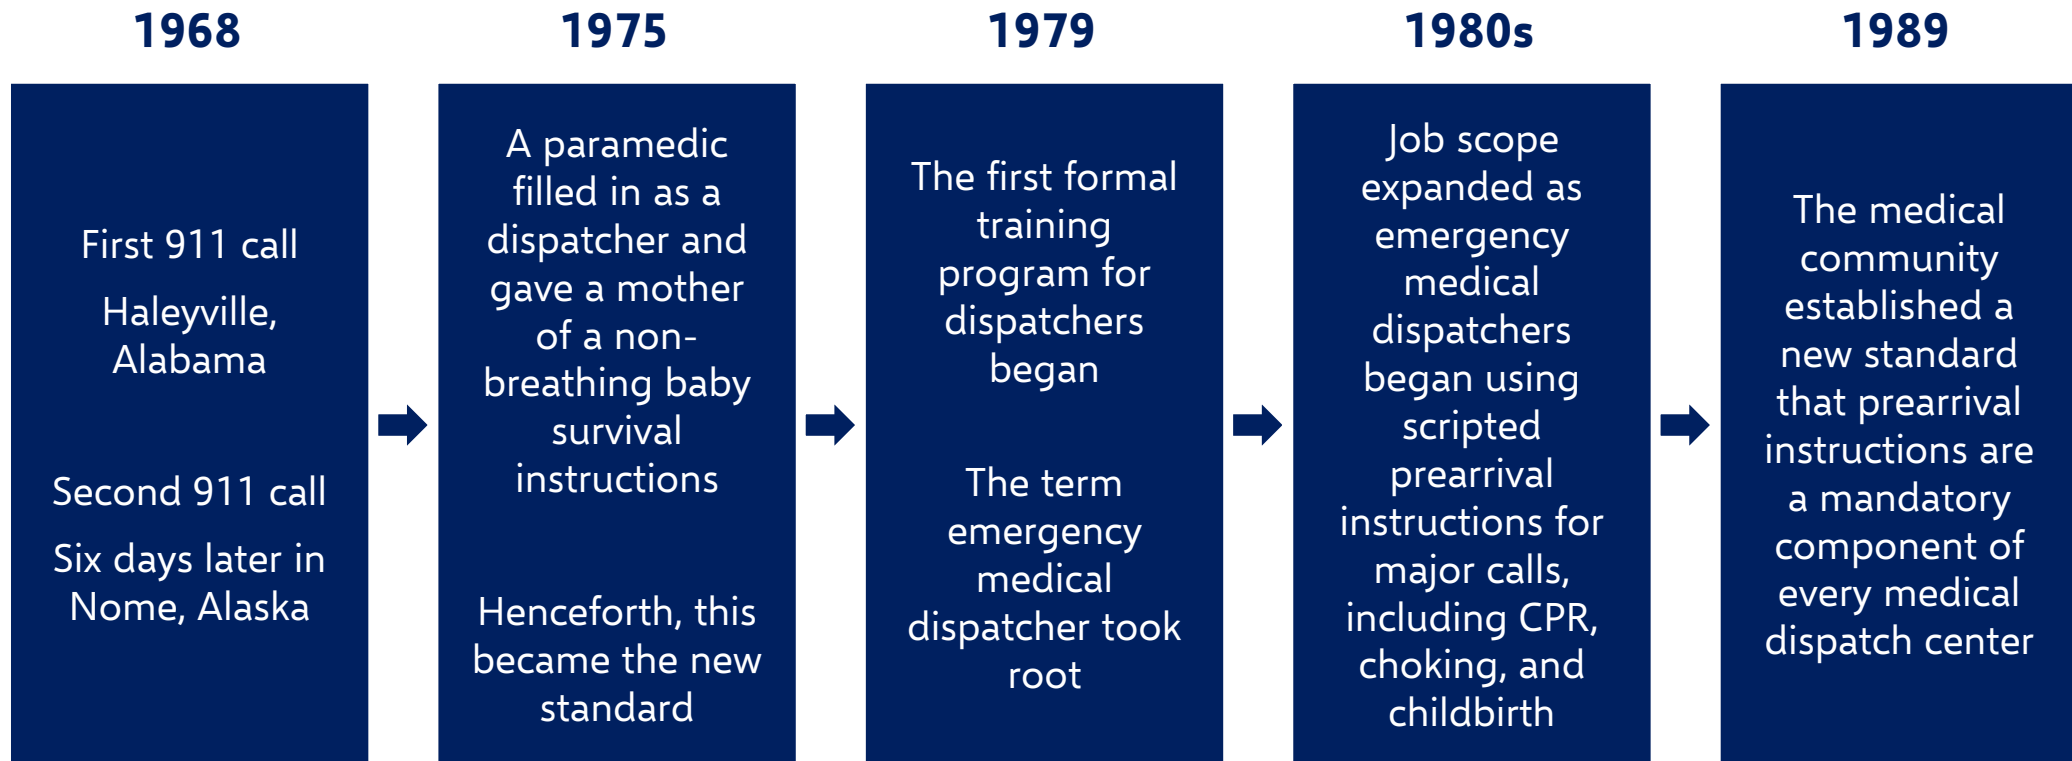 1968
First 911 call
Haleyville,
Alabama
Second 911 call
Six days later in
Nome, Alaska
1975
A paramedic
filled in as a
dispatcher and
gave a mother
of a non-
breathing baby
survival
instructions
Henceforth, this
became the new
standard
1979
The first formal
training
program for
dispatchers
began
The term
emergency
medical
dispatcher took
root
1980s
Job scope
expanded as
emergency
medical
dispatchers
began using
scripted
prearrival
instructions for
major calls,
including CPR,
choking, and
childbirth
1989
The medical
community
established a
new standard
that prearrival
instructions are
a mandatory
component of
every medical
dispatch center